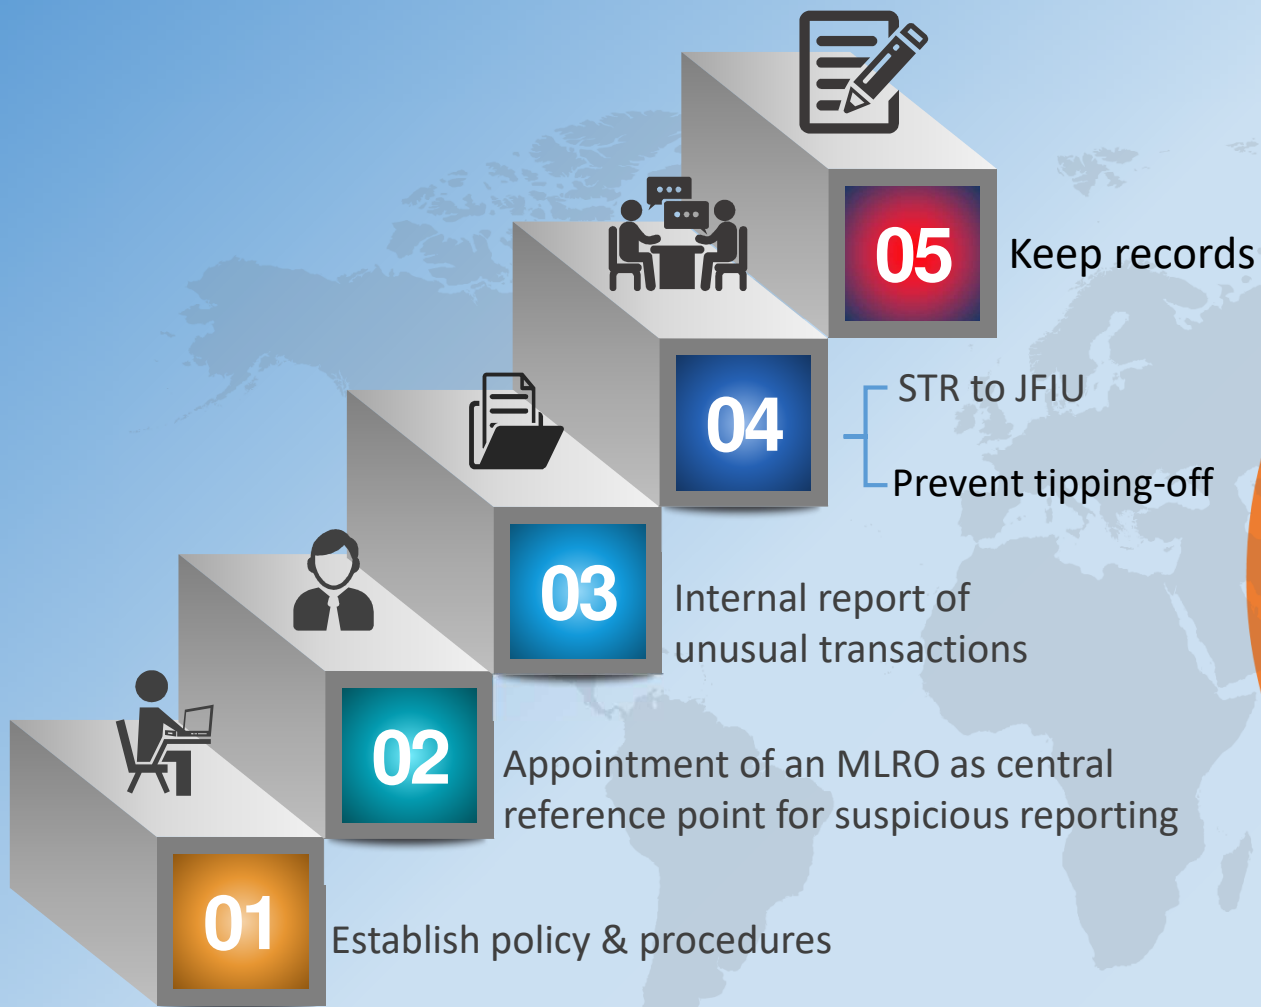 05
Keep records
04
STR to JFIU
Prevent tipping-off
03
Internal report of
unusual transactions
02
Appointment of an MLRO as central
reference point for suspicious reporting
01
Establish policy & procedures